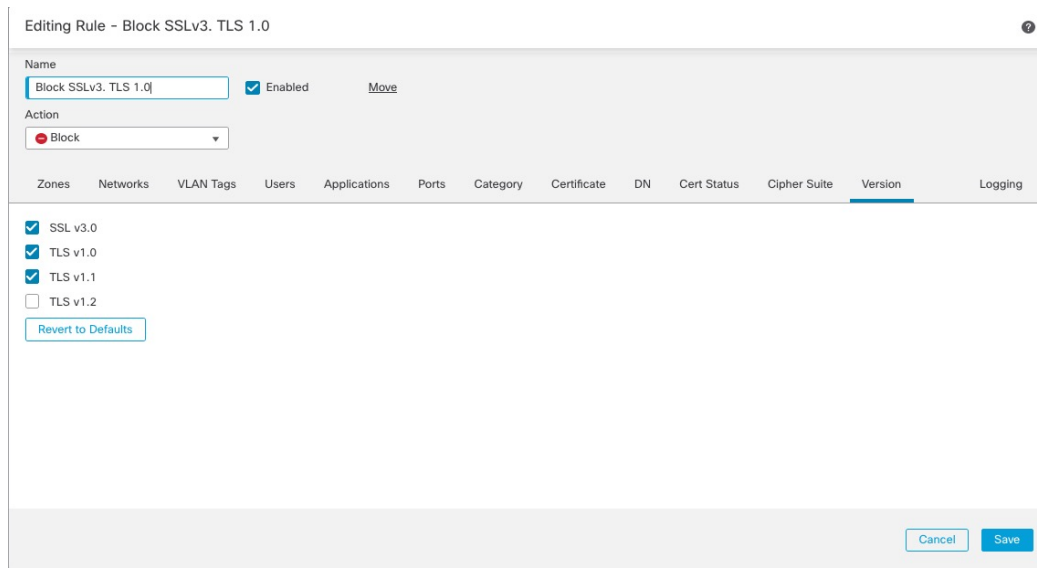 Editing Rule - Block SSLv3. TLS 1.0
Name
Block SSLv3. TLS 1.0 Enabled Move
Action
Block
Zones Networks VLAN Tags Users Applications Ports Category Certificate DN Cert Status Cipher Suite Version Logging
SSL v3.0
TLS v1.0
TLS v1.1
TLS v1.2
Revert to Defaults
Cancel Save